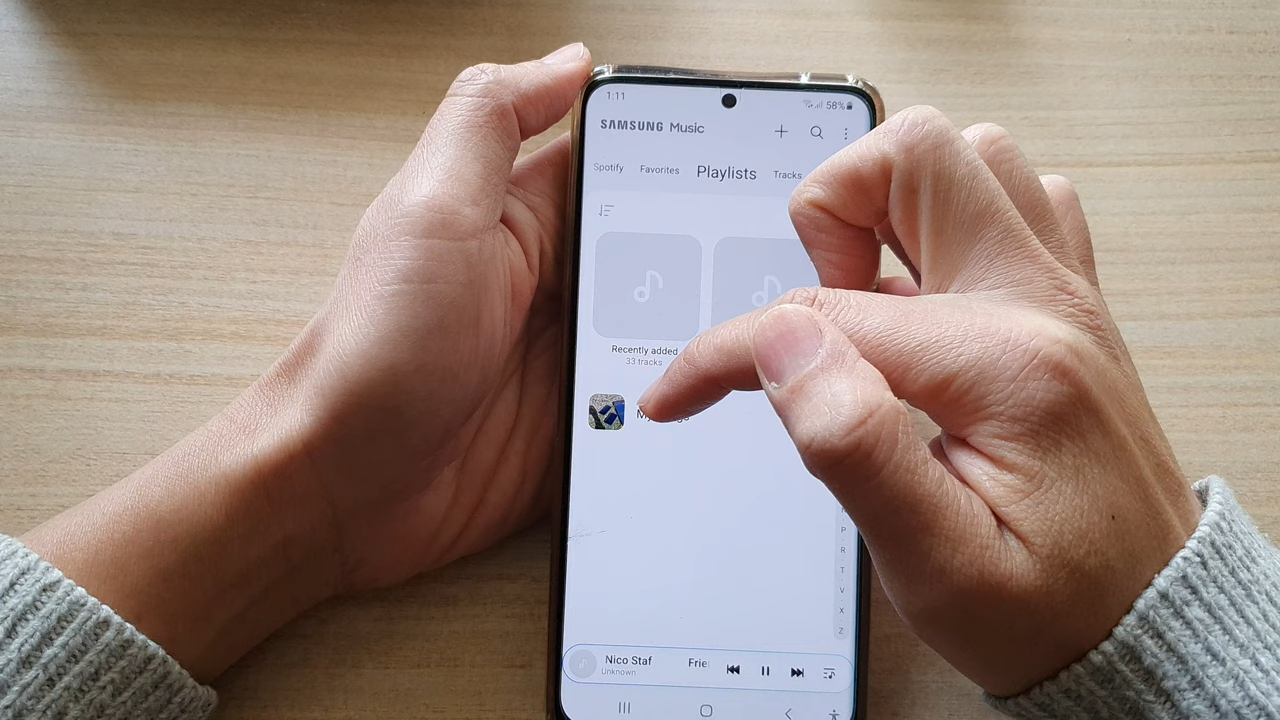 1:11 58%
SAMSUNG Music
Spotify Favorites Playlists Tracks
Recently added
33 tracks
P
R
T
V
X
Z
Nico Staf Frie
Unknown